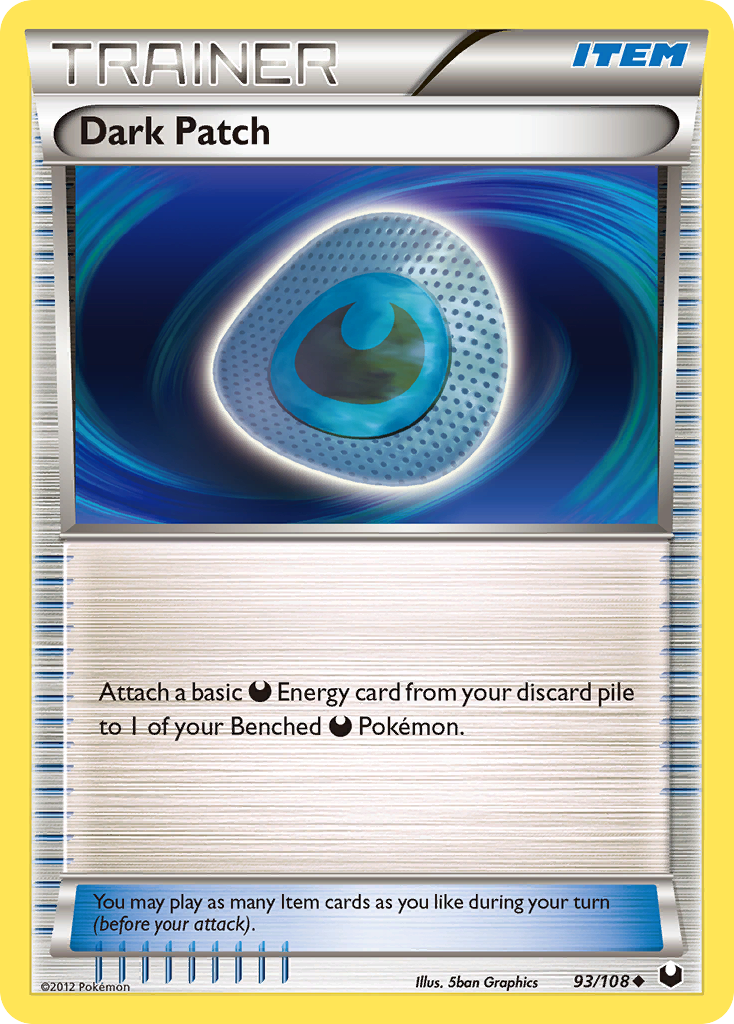 TRAINER
ITEM
Dark Patch
Attach a basic Energy card from your discard pile
to 1 of your Benched Pokémon.
You may play as many Item cards as you like during your turn
(before your attack).
©2012 Pokémon
Illus. 5ban Graphics
93/108